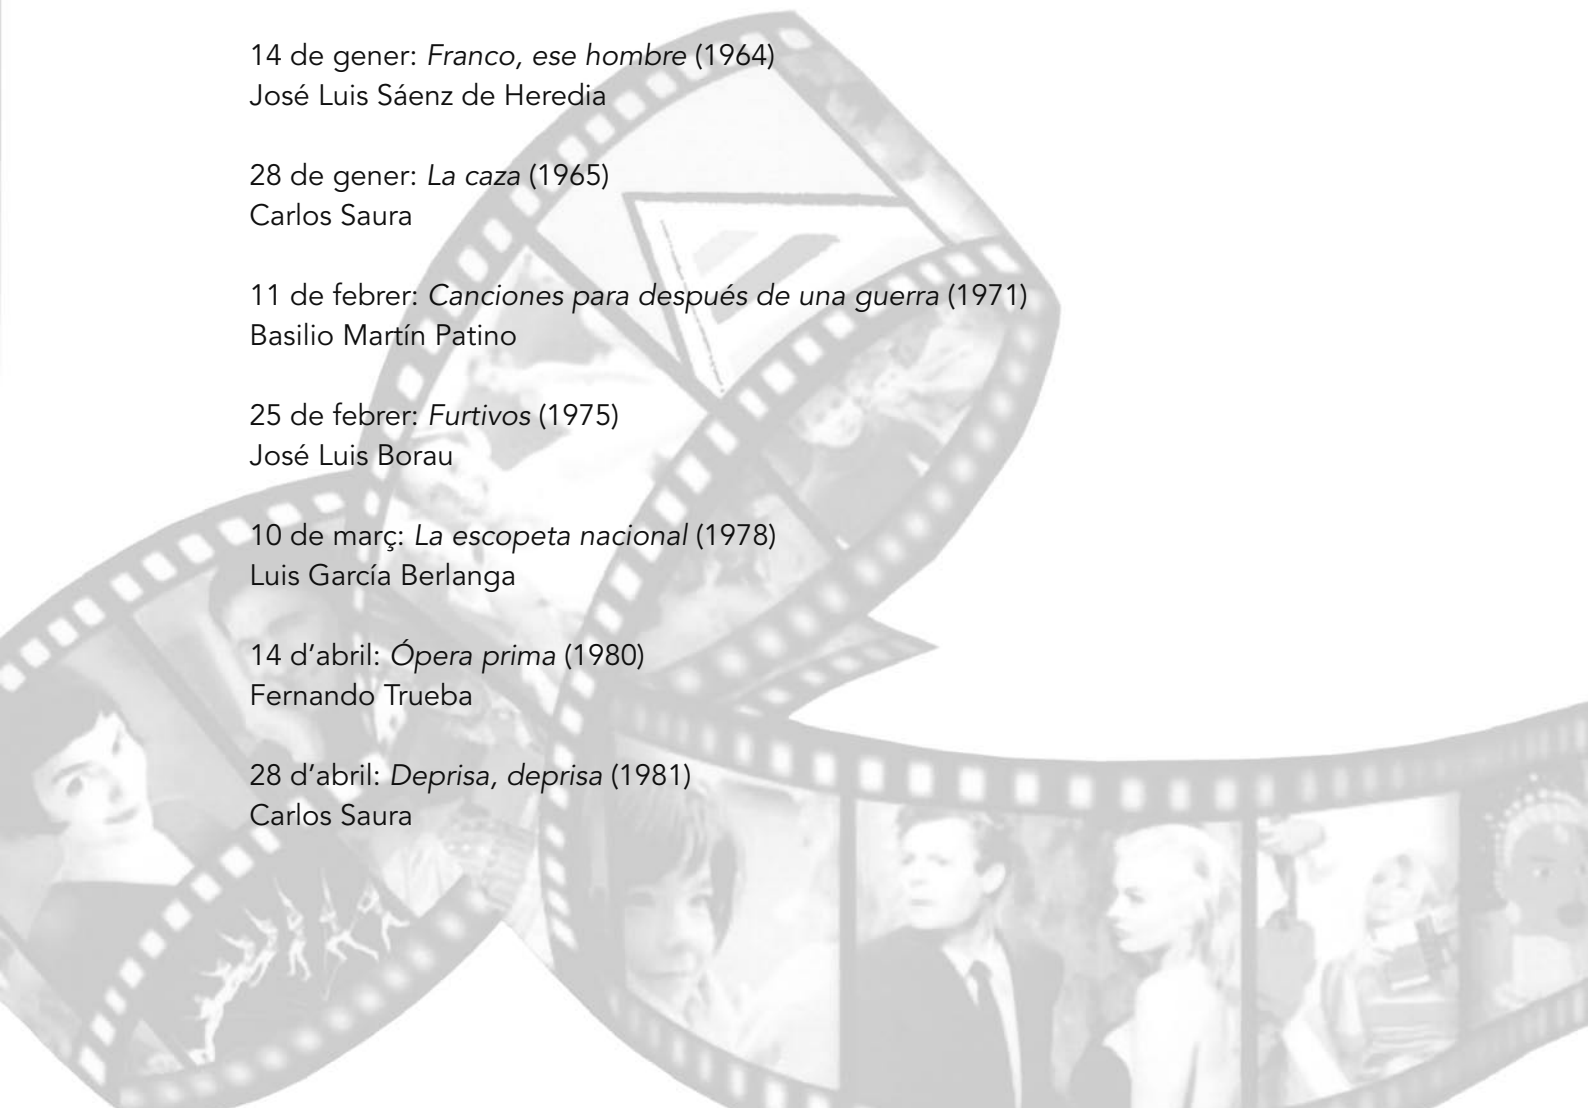 14 de gener: Franco, ese hombre (1964)
José Luis Sáenz de Heredia
28 de gener: La caza (1965)
Carlos Saura
11 de febrer: Canciones para después de una guerra (1971)
Basilio Martín Patino
25 de febrer: Furtivos (1975)
José Luis Borau
10 de març: La escopeta nacional (1978)
Luis García Berlanga
14 d’abril: Ópera prima (1980)
Fernando Trueba
28 d’abril: Deprisa, deprisa (1981)
Carlos Saura